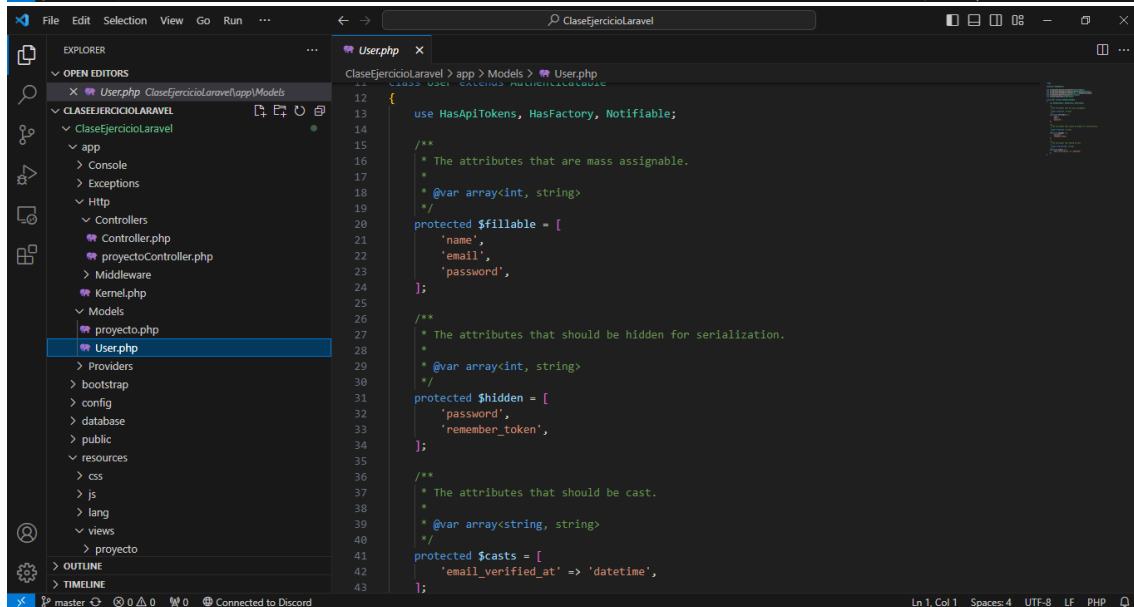 File Edit Selection View Go Run ··· ← → ClaseEjercicioLaravel
EXPLORER ···
OPEN EDITORS
User.php ClaseEjercicioLaravel\app\Models
CLASEEJERCICIOLARAVEL
ClaseEjercicioLaravel
app
Console
Exceptions
Http
Controllers
Controller.php
proyectoController.php
Middleware
Kernel.php
Models
proyecto.php
User.php
Providers
bootstrap
config
database
public
resources
css
js
lang
views
proyecto
OUTLINE
TIMELINE
User.php
ClaseEjercicioLaravel > app > Models > User.php
11 class User extends Authenticatable
12 {
13     use HasApiTokens, HasFactory, Notifiable;
14
15     /**
16      * The attributes that are mass assignable.
17      *
18      * @var array<int, string>
19      */
20     protected $fillable = [
21         'name',
22         'email',
23         'password',
24     ];
25
26     /**
27      * The attributes that should be hidden for serialization.
28      *
29      * @var array<int, string>
30      */
31     protected $hidden = [
32         'password',
33         'remember_token',
34     ];
35
36     /**
37      * The attributes that should be cast.
38      *
39      * @var array<string, string>
40      */
41     protected $casts = [
42         'email_verified_at' => 'datetime',
43     ];
master 0 0 0 Connected to Discord Ln 1, Col 1 Spaces: 4 UTF-8 LF PHP